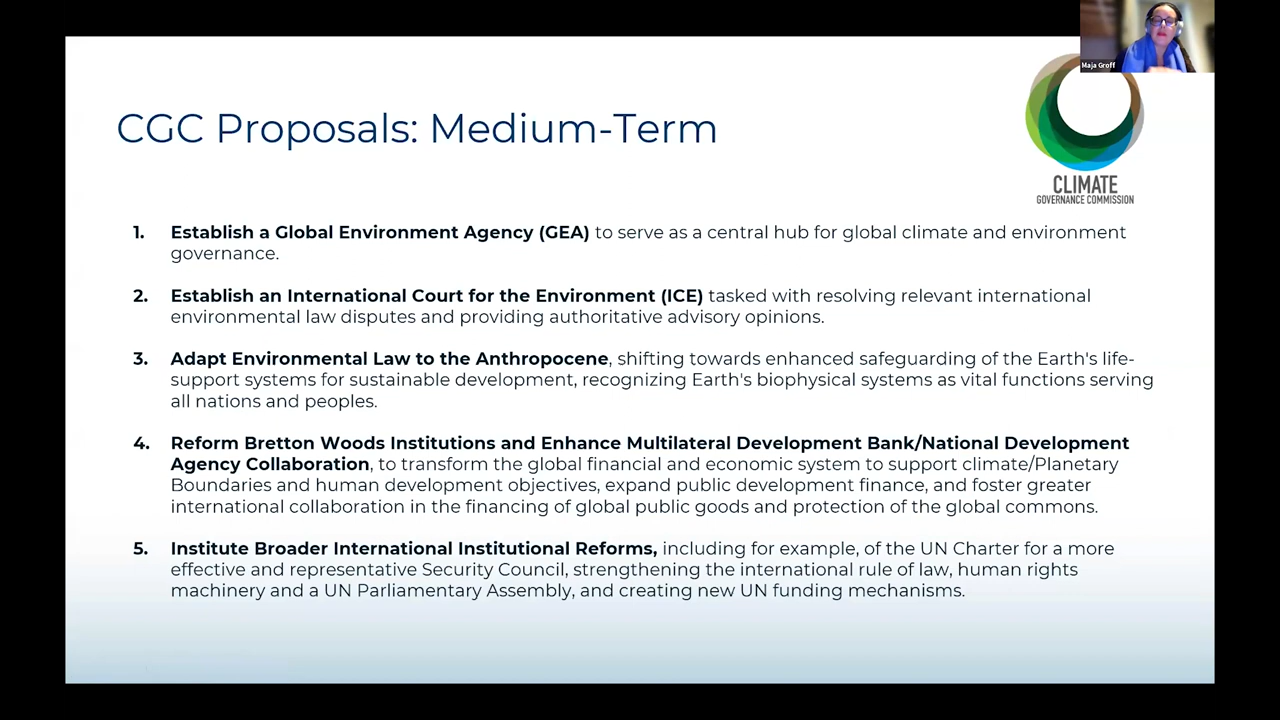 Maja Groff
CLIMATE
GOVERNANCE COMMISSION
CGC Proposals: Medium-Term
1. Establish a Global Environment Agency (GEA) to serve as a central hub for global climate and environment
governance.
2. Establish an International Court for the Environment (ICE) tasked with resolving relevant international
environmental law disputes and providing authoritative advisory opinions.
3. Adapt Environmental Law to the Anthropocene, shifting towards enhanced safeguarding of the Earth's life-
support systems for sustainable development, recognizing Earth's biophysical systems as vital functions serving
all nations and peoples.
4. Reform Bretton Woods Institutions and Enhance Multilateral Development Bank/National Development
Agency Collaboration, to transform the global financial and economic system to support climate/Planetary
Boundaries and human development objectives, expand public development finance, and foster greater
international collaboration in the financing of global public goods and protection of the global commons.
5. Institute Broader International Institutional Reforms, including for example, of the UN Charter for a more
effective and representative Security Council, strengthening the international rule of law, human rights
machinery and a UN Parliamentary Assembly, and creating new UN funding mechanisms.